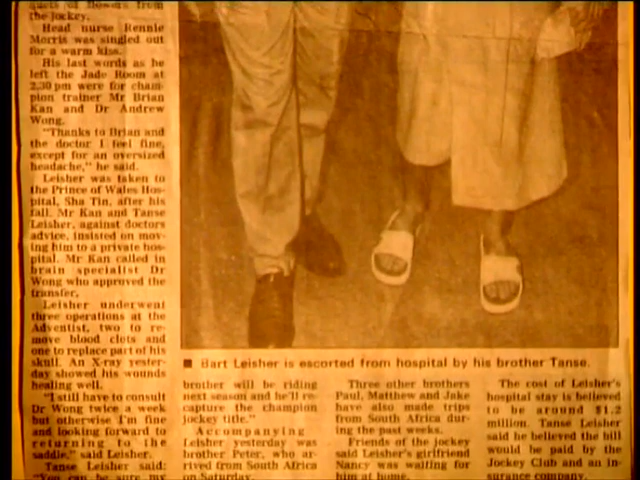 quets of flowers from
the jockey.
Head nurse Rennie
Morris was singled out
for a warm kiss.
His last words as he
left the Jade Room at
2.30 pm were for cham-
pion trainer Mr Brian
Kan and Dr Andrew
Wong.
"Thanks to Brian and
the doctor I feel fine,
except for an oversized
headache," he said.
Leisher was taken to
the Prince of Wales Hos-
pital, Sha Tin, after his
fall. Mr Kan and Tanse
Leisher, against doctors
advice, insisted on mov-
ing him to a private hos-
pital. Mr Kan called in
brain specialist Dr
Wong who approved the
transfer.
Leisher underwent
three operations at the
Adventist, two to re-
move blood clots and
one to replace part of his
skull. An X-ray yester-
day showed his wounds
healing well.
"I still have to consult
Dr Wong twice a week
but otherwise I'm fine
and looking forward to
returning to the
saddle," said Leisher.
Tanse Leisher said:
"You can be sure my
■ Bart Leisher is escorted from hospital by his brother Tanse.
brother will be riding
next season and he'll re-
capture the champion
jockey title."
Accompanying
Leisher yesterday was
brother Peter, who ar-
rived from South Africa
on Saturday.
Three other brothers
Paul, Matthew and Jake
have also made trips
from South Africa dur-
ing the past weeks.
Friends of the jockey
said Leisher's girlfriend
Nancy was waiting for
him at home.
The cost of Leisher's
hospital stay is believed
to be around $1.2
million. Tanse Leisher
said he believed the bill
would be paid by the
Jockey Club and an in-
surance company.